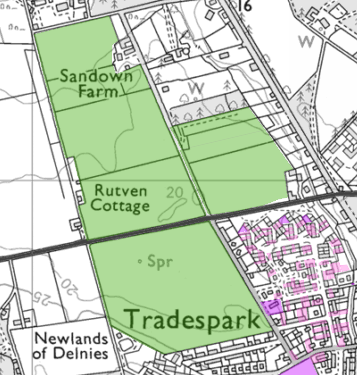 16
Sandown
Farm
W
W
Rutven
Cottage
20
Spr
25
20
Tradespark
Newlands
of Delnies